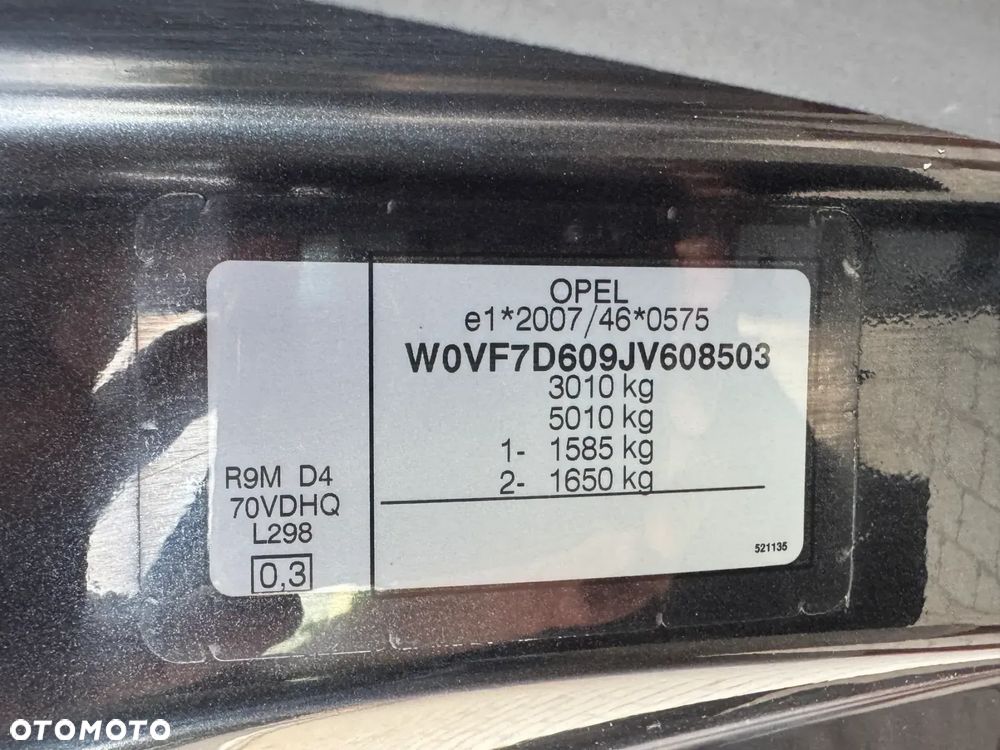 OPEL
e1*2007/46*0575
W0VF7D609JV608503
3010 kg
5010 kg
1- 1585 kg
2- 1650 kg
R9M D4
70VDHQ
L298
0,3
521135
OTOMOTO